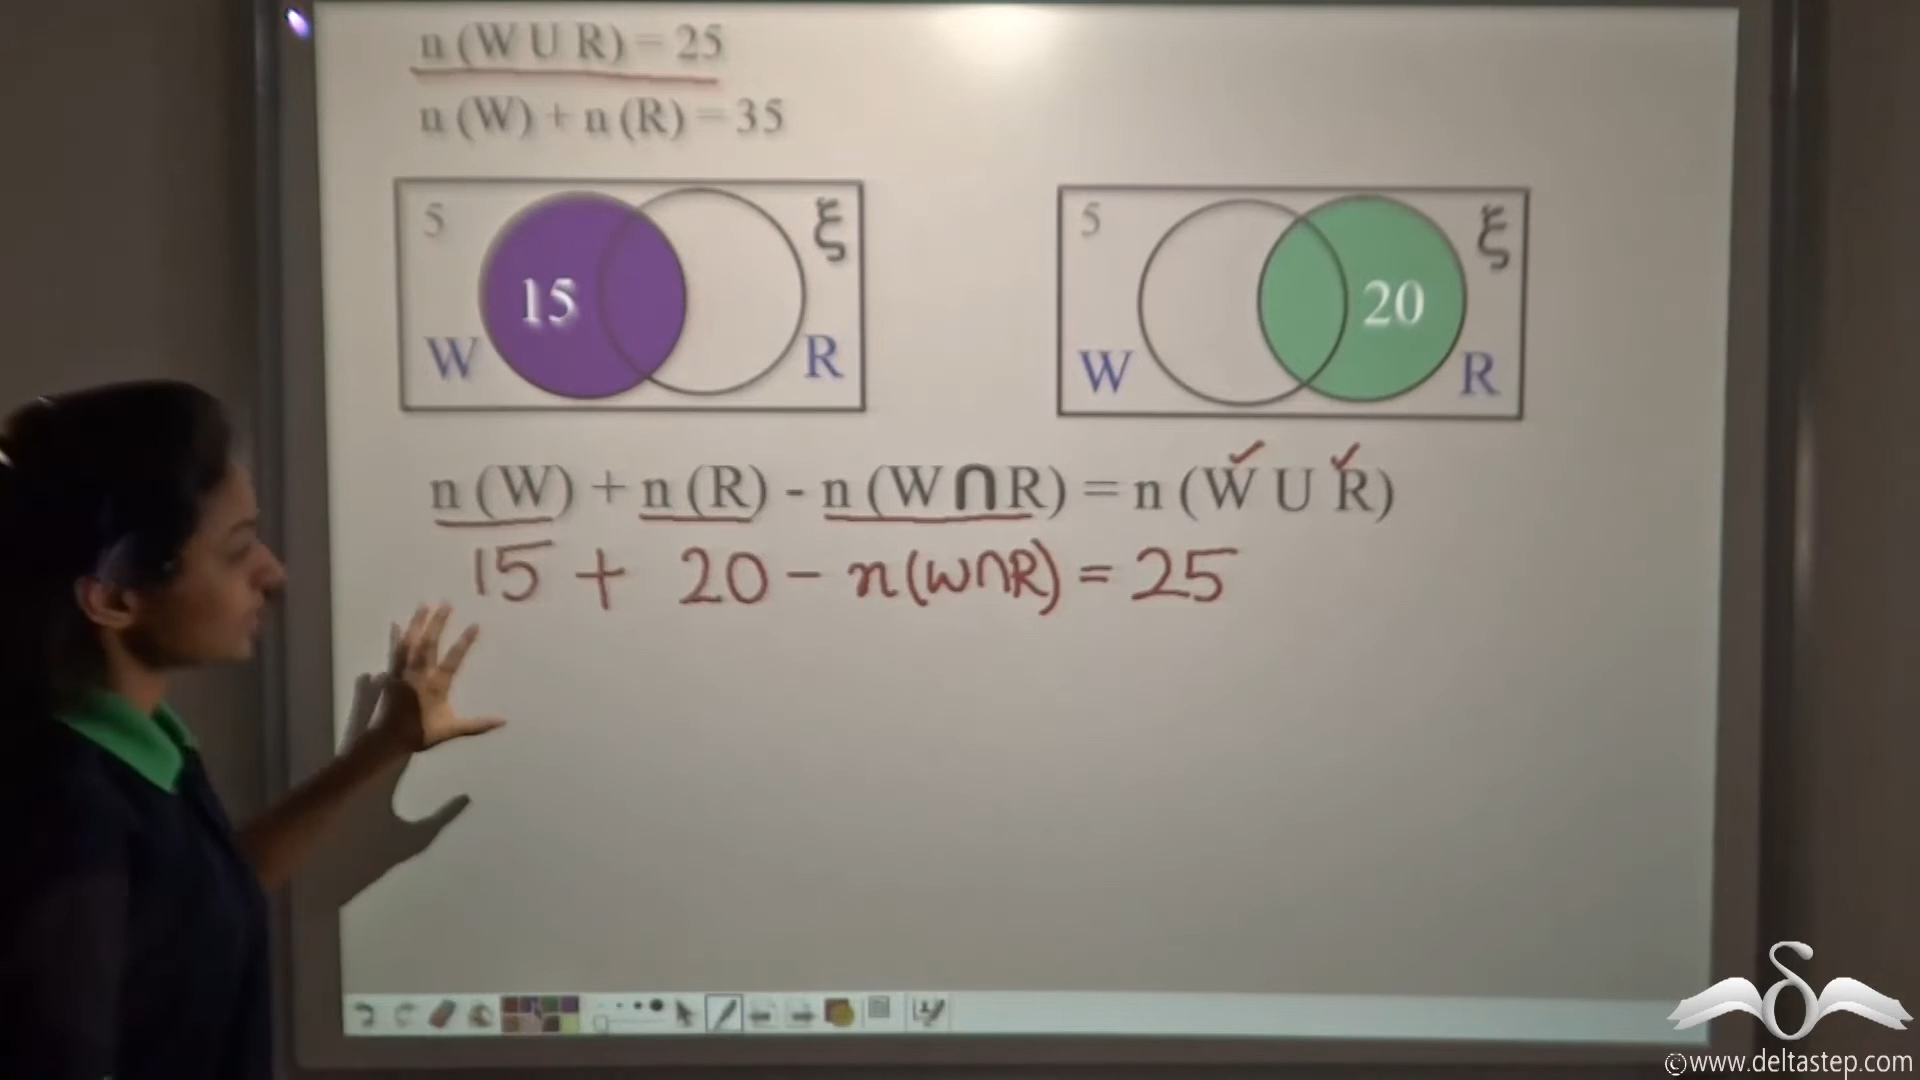 n (W U R) = 25
n (W) + n (R) = 35
5
15
ξ
W
R
5
20
ξ
W
R
n (W) + n (R) - n (W ∩ R) = n (W U R)
15 + 20 - n(W∩R) = 25
©www.deltastep.com